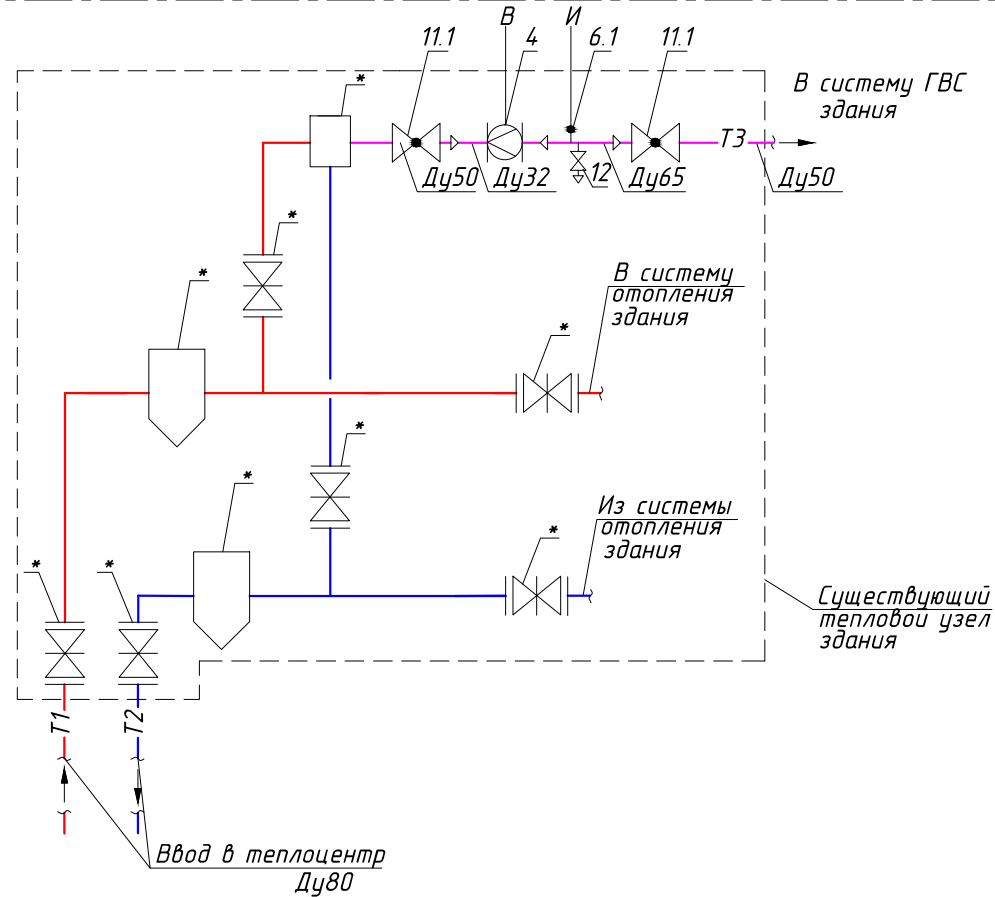 В
И
11.1
4
6.1
11.1
*
В систему ГВС
здания
Т3
Ду50
Ду32
12
Ду65
Ду50
*
*
В систему
отопления
здания
*
*
*
Из системы
отопления
здания
*
*
*
Существующий
тепловой узел
здания
Т1
Т2
Ввод в теплоцентр
Ду80